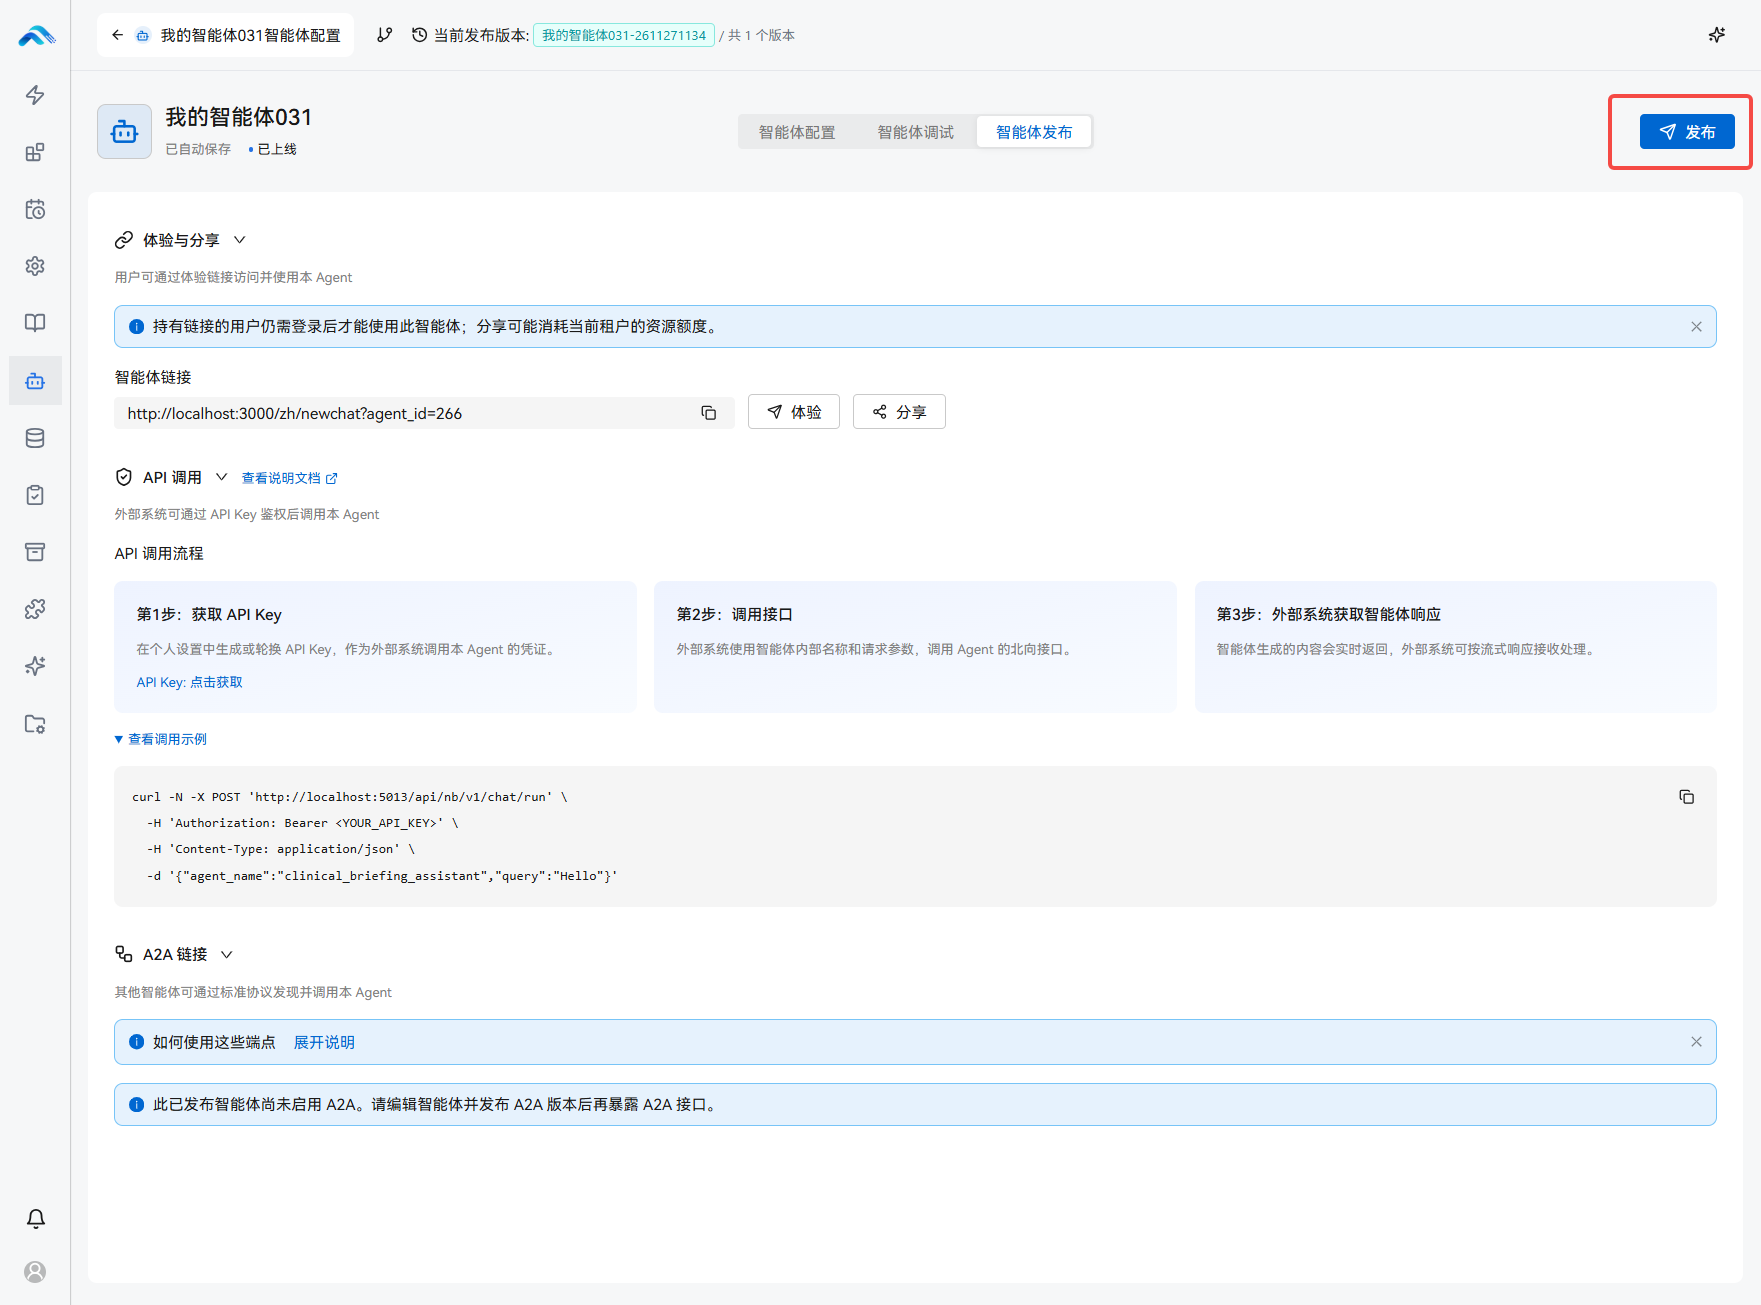 我的智能体031智能体配置
当前发布版本: 我的智能体031-2611271134 / 共 1 个版本
我的智能体031
已自动保存 已上线
智能体配置 智能体调试 智能体发布
发布
体验与分享
用户可通过体验链接访问并使用本 Agent
持有链接的用户仍需登录后才能使用此智能体；分享可能消耗当前租户的资源额度。
智能体链接
http://localhost:3000/zh/newchat?agent_id=266
体验
分享
API 调用 查看说明文档
外部系统可通过 API Key 鉴权后调用本 Agent
API 调用流程
第1步：获取 API Key
在个人设置中生成或轮换 API Key，作为外部系统调用本 Agent 的凭证。
API Key: 点击获取
第2步：调用接口
外部系统使用智能体内部名称和请求参数，调用 Agent 的北向接口。
第3步：外部系统获取智能体响应
智能体生成的内容会实时返回，外部系统可按流式响应接收处理。
查看调用示例
curl -N -X POST 'http://localhost:5013/api/nb/v1/chat/run' \
-H 'Authorization: Bearer <YOUR_API_KEY>' \
-H 'Content-Type: application/json' \
-d '{"agent_name":"clinical_briefing_assistant","query":"Hello"}'
A2A 链接
其他智能体可通过标准协议发现并调用本 Agent
如何使用这些端点 展开说明
此已发布智能体尚未启用 A2A。请编辑智能体并发布 A2A 版本后再暴露 A2A 接口。